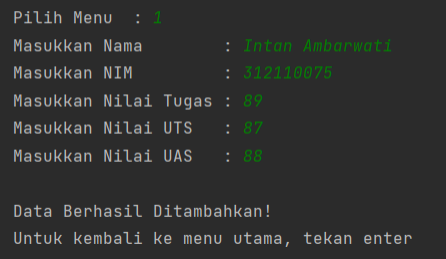 Pilih Menu  : 1
Masukkan Nama        : Intan Ambarwati
Masukkan NIM         : 312110075
Masukkan Nilai Tugas : 89
Masukkan Nilai UTS   : 87
Masukkan Nilai UAS   : 88

Data Berhasil Ditambahkan!
Untuk kembali ke menu utama, tekan enter